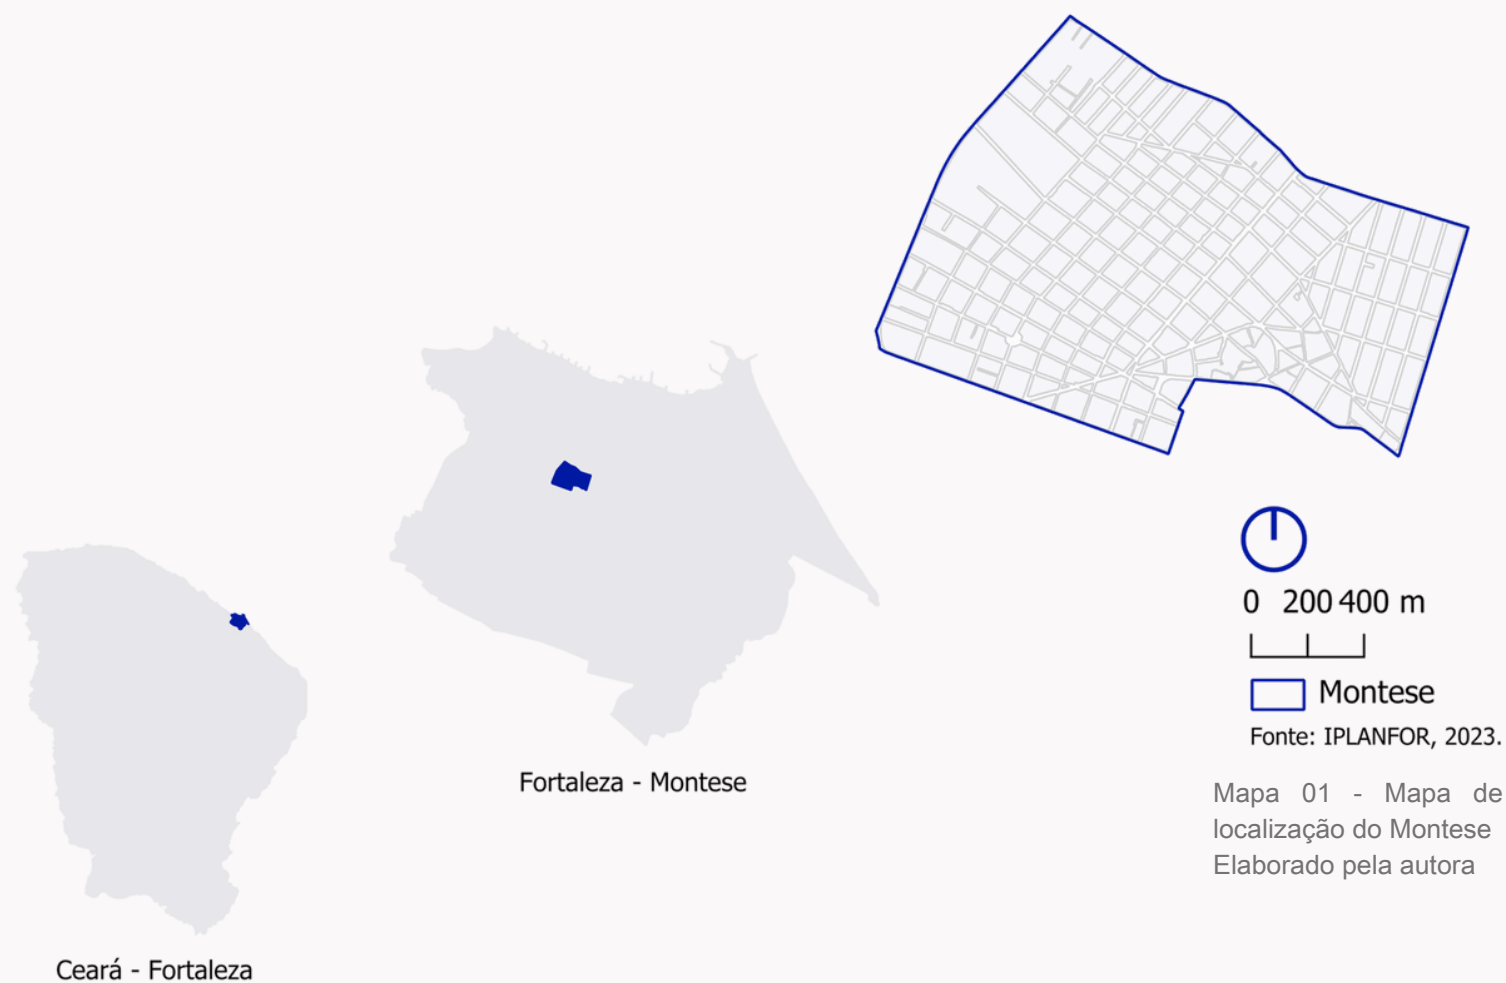 0 200 400 m
Montese
Fonte: IPLANFOR, 2023.
Mapa 01 - Mapa de
localização do Montese
Elaborado pela autora
Fortaleza - Montese
Ceará - Fortaleza